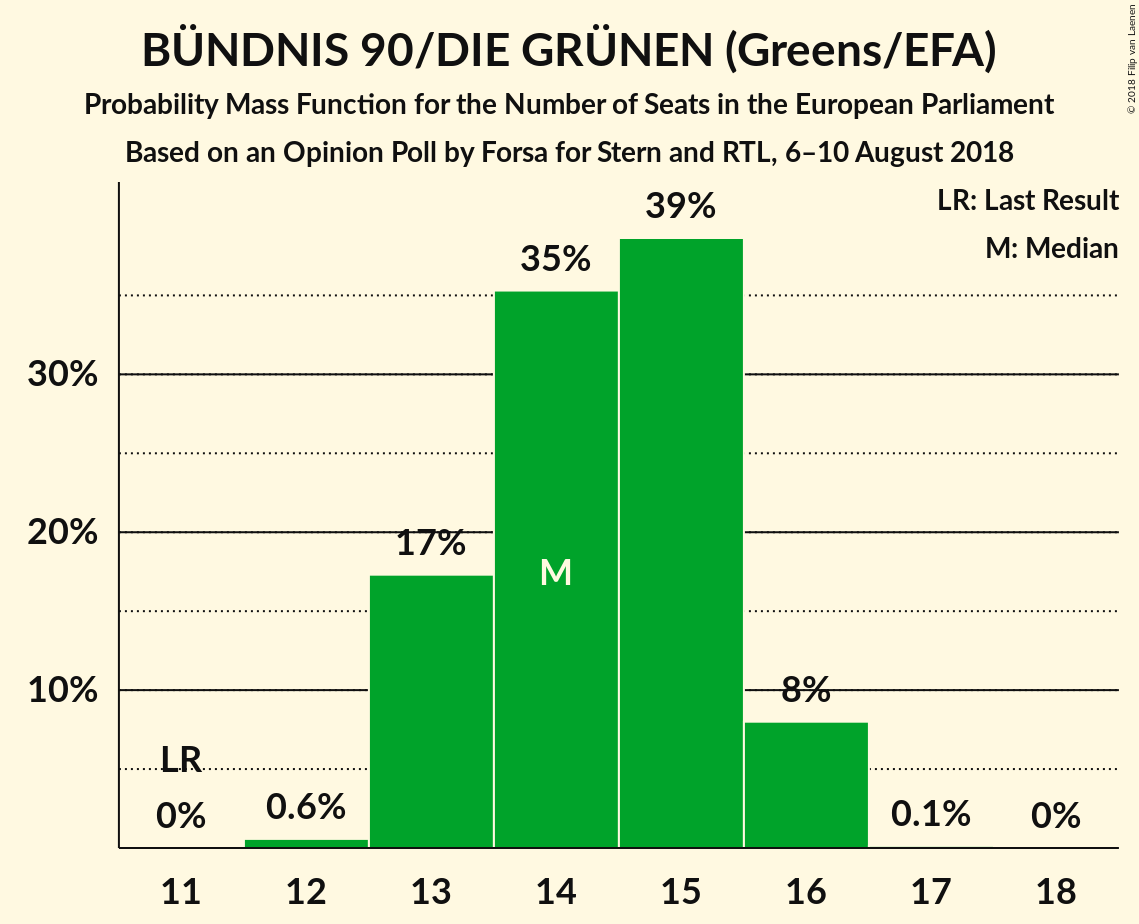 BÜNDNIS 90/DIE GRÜNEN (Greens/EFA)
Probability Mass Function for the Number of Seats in the European Parliament
Based on an Opinion Poll by Forsa for Stern and RTL, 6–10 August 2018
© 2018 Filip van Laenen
LR: Last Result
M: Median
39%
35%
30%
20%
17%
M
10%
8%
LR
0%
0.6%
0.1%
0%
11 12 13 14 15 16 17 18